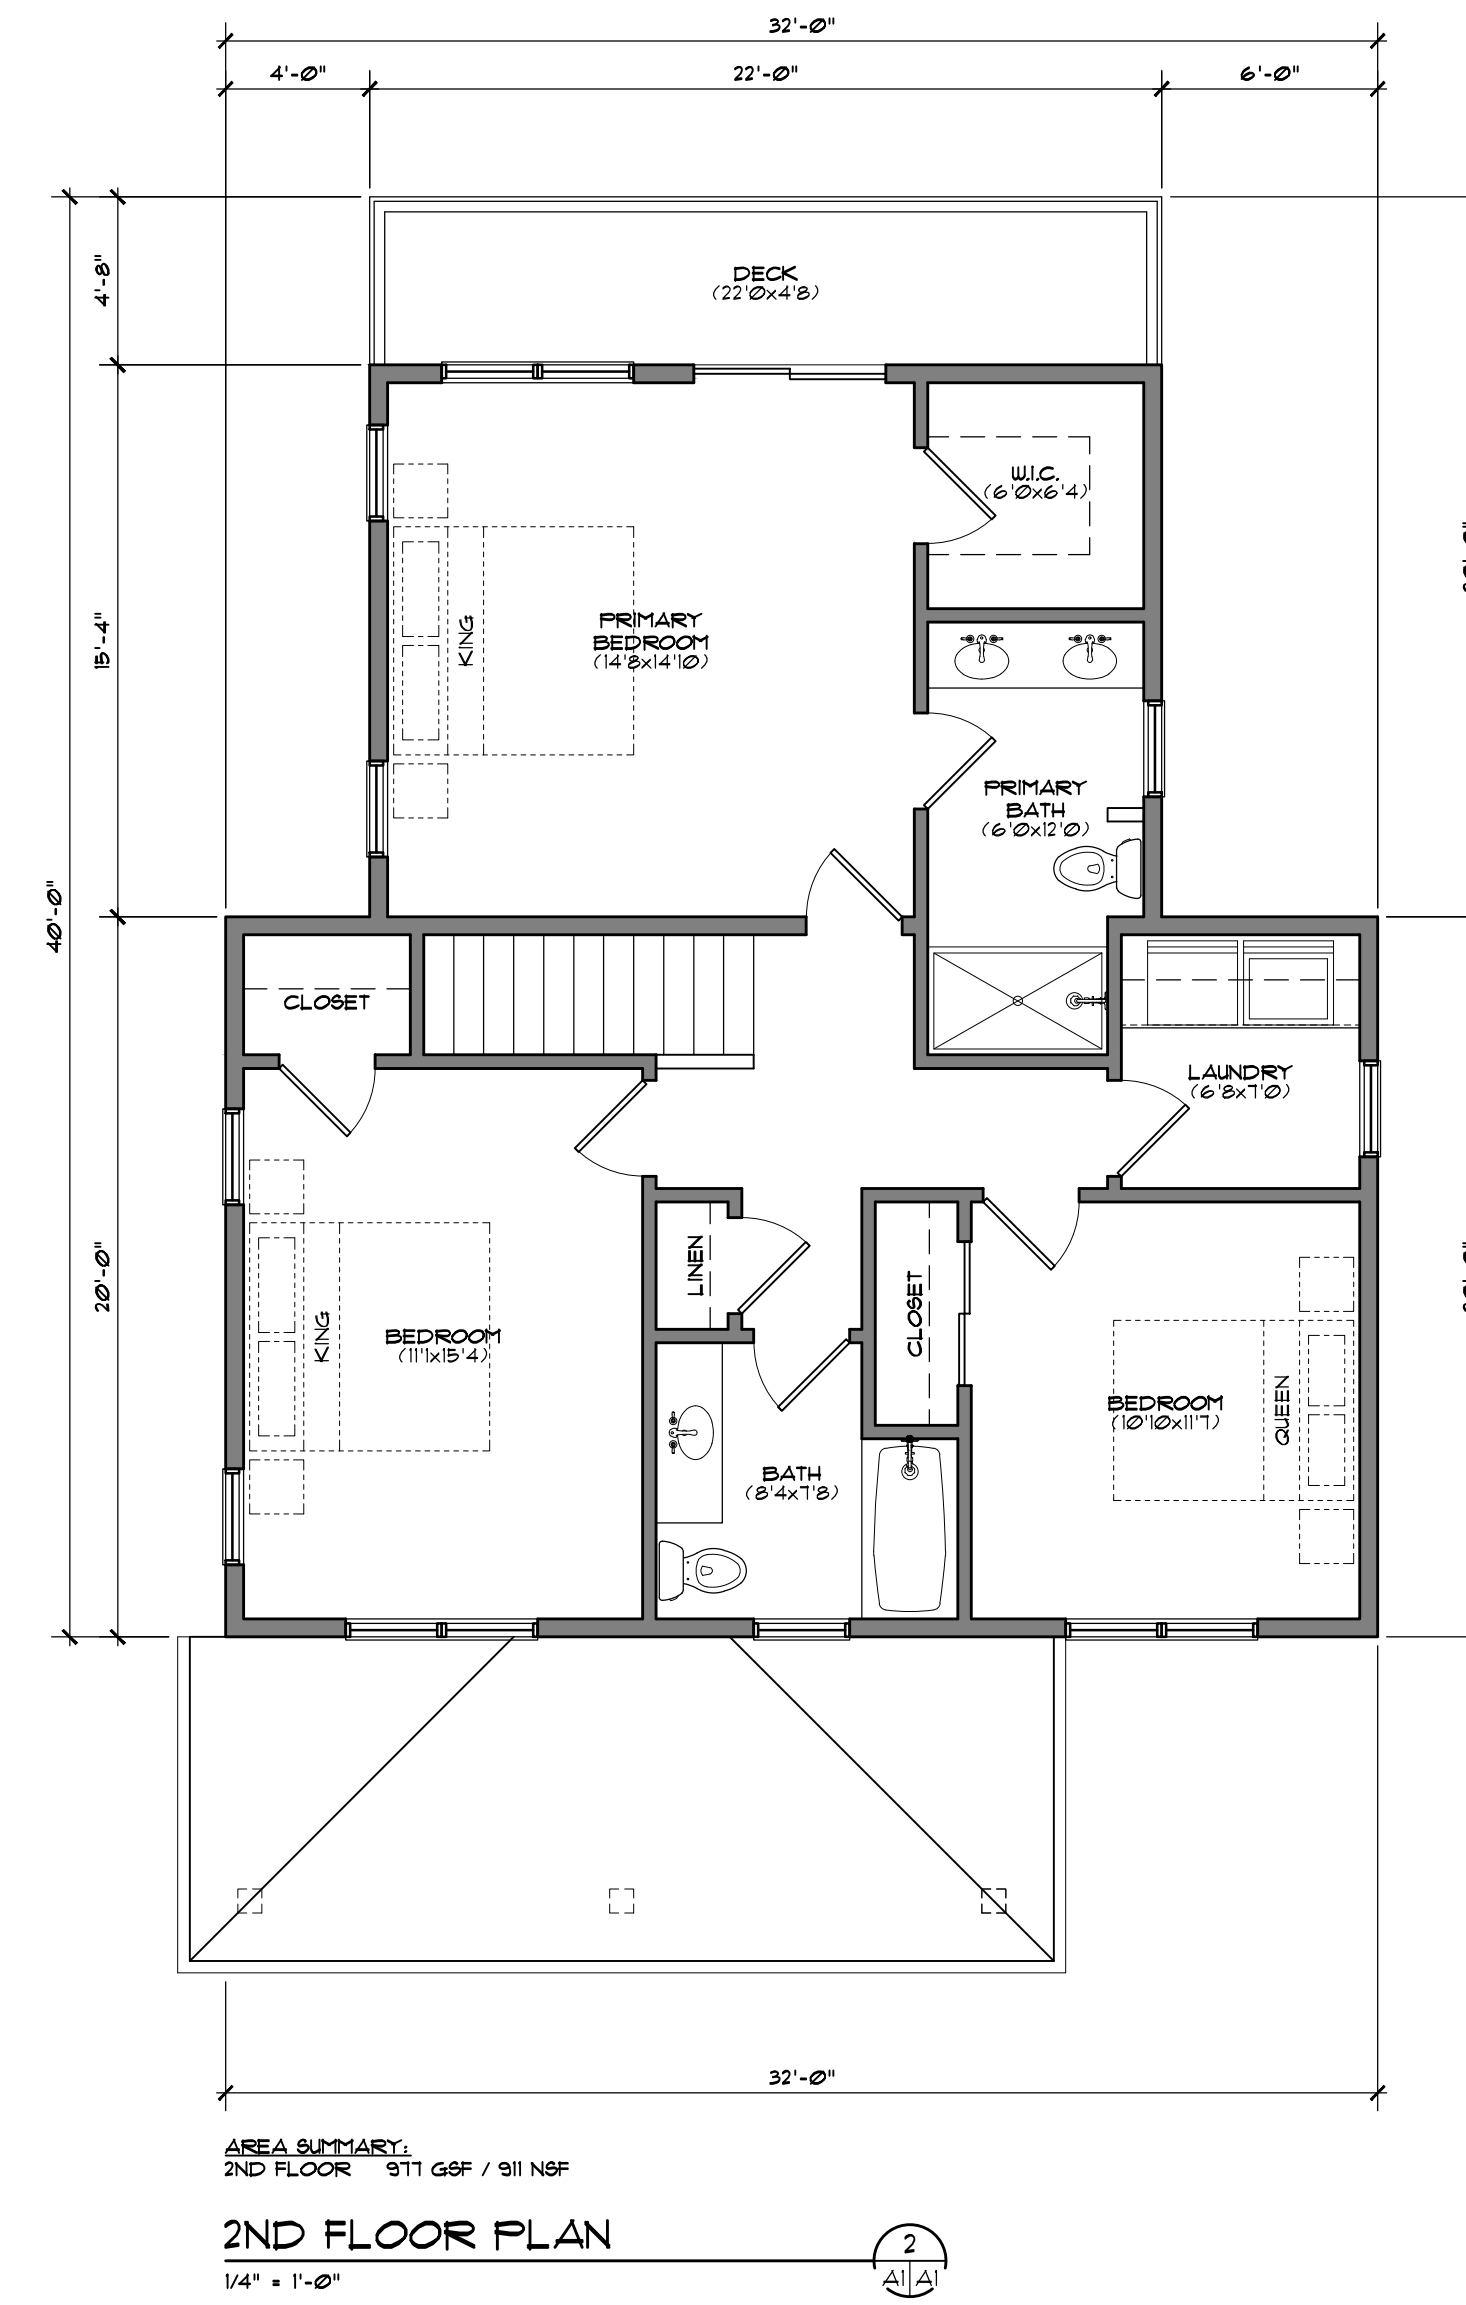 32'-0"
4'-0"
22'-0"
6'-0"
4'-8"
DECK
(22'0x4'8)
W.I.C.
(6'0x6'4)
15'-4"
KING
PRIMARY
BEDROOM
(14'8x14'10)
PRIMARY
BATH
(6'0x12'0)
40'-0"
CLOSET
LAUNDRY
(6'8x7'0)
20'-0"
LINEN
CLOSET
KING
BEDROOM
(11'1x15'4)
BEDROOM
(10'10x11'7)
QUEEN
BATH
(8'4x7'8)
32'-0"
AREA SUMMARY:
2ND FLOOR 977 GSF / 911 NSF
2ND FLOOR PLAN
2
1/4" = 1'-0"
A1 A1